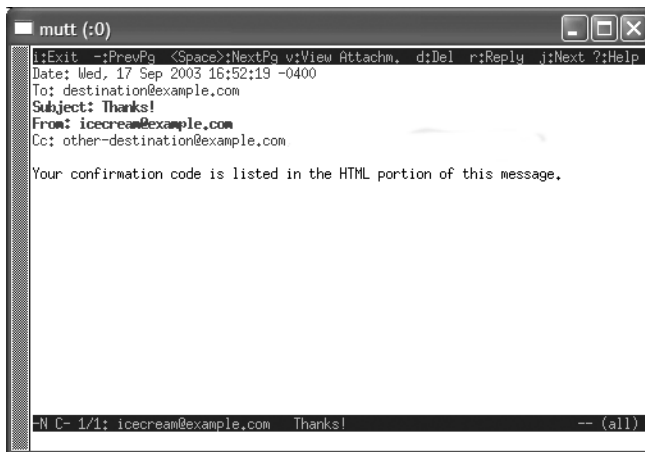 mutt (:0)
i:Exit  -:PrevPg  <Space>:NextPg v:View Attachm.  d:Del  r:Reply  j:Next ?:Help
Date: Wed, 17 Sep 2003 16:52:19 -0400
To: destination@example.com
Subject: Thanks!
From: icecream@example.com
Cc: other-destination@example.com
Your confirmation code is listed in the HTML portion of this message.
-N C- 1/1: icecream@example.com   Thanks!   -- (all)